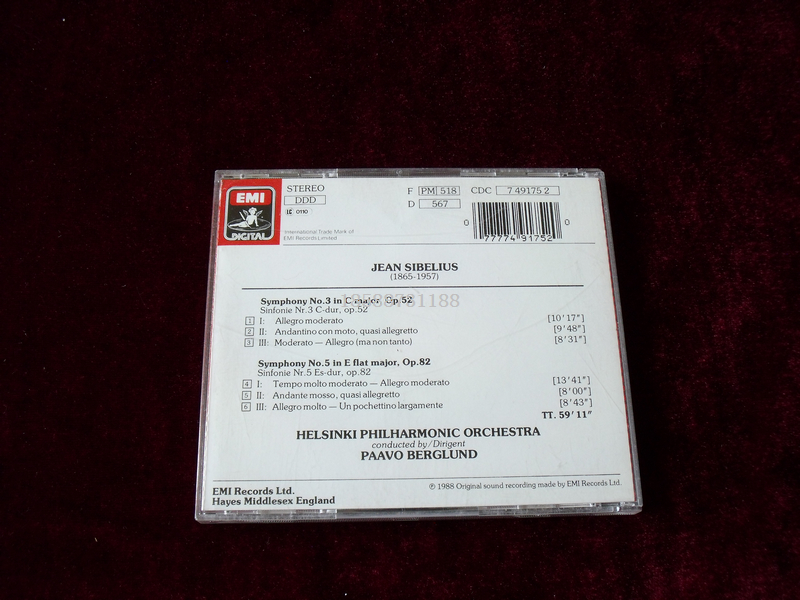 EMI
DIGITAL
STEREO
DDD
0110
International Trade Mark of
EMI Records Limited
F PM 518 CDC 7 49175 2
D 567
0 77774 91752 0
JEAN SIBELIUS
(1865-1957)
Symphony No.3 in C major, Op.52
Sinfonie Nr.3 C-dur, op.52
1 I: Allegro moderato [10'17"]
2 II: Andantino con moto, quasi allegretto [9'48"]
3 III: Moderato — Allegro (ma non tanto) [8'31"]
Symphony No.5 in E flat major, Op.82
Sinfonie Nr.5 Es-dur, op.82
4 I: Tempo molto moderato — Allegro moderato [13'41"]
5 II: Andante mosso, quasi allegretto [8'00"]
6 III: Allegro molto — Un pochettino largamente [8'43"]
TT. 59'11"
HELSINKI PHILHARMONIC ORCHESTRA
conducted by/Dirigent
PAAVO BERGLUND
℗ 1988 Original sound recording made by EMI Records Ltd.
EMI Records Ltd.
Hayes Middlesex England